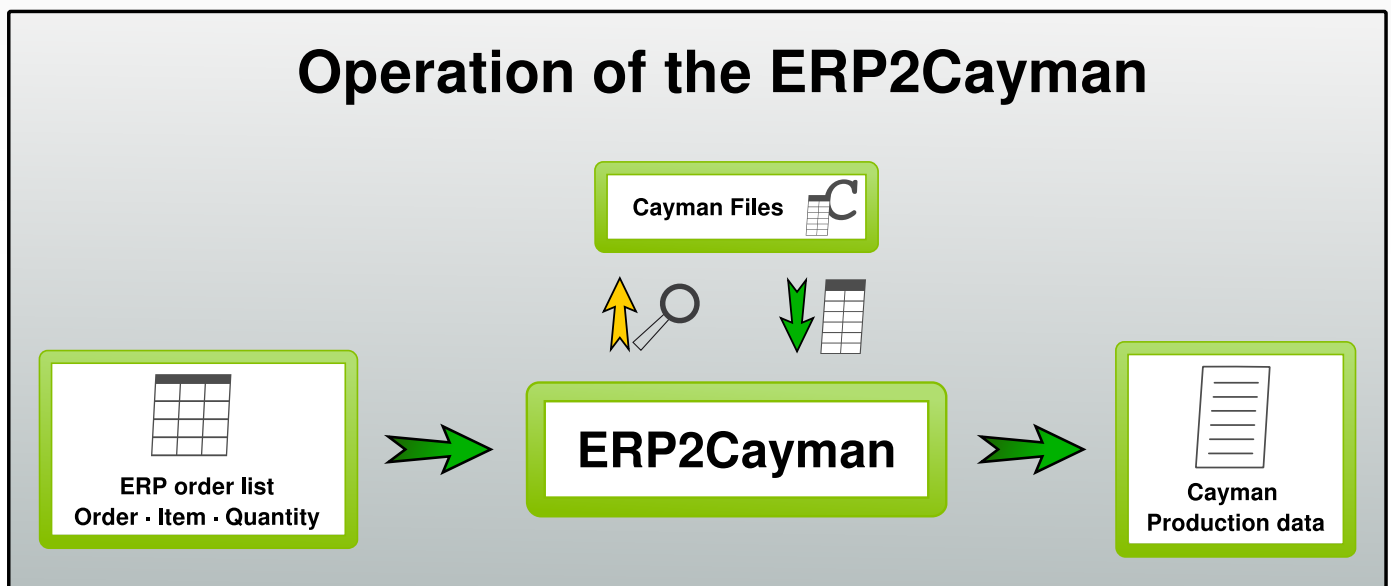 Operation of the ERP2Cayman
Cayman Files C
ERP2Cayman
ERP order list
Order · Item · Quantity
Cayman
Production data